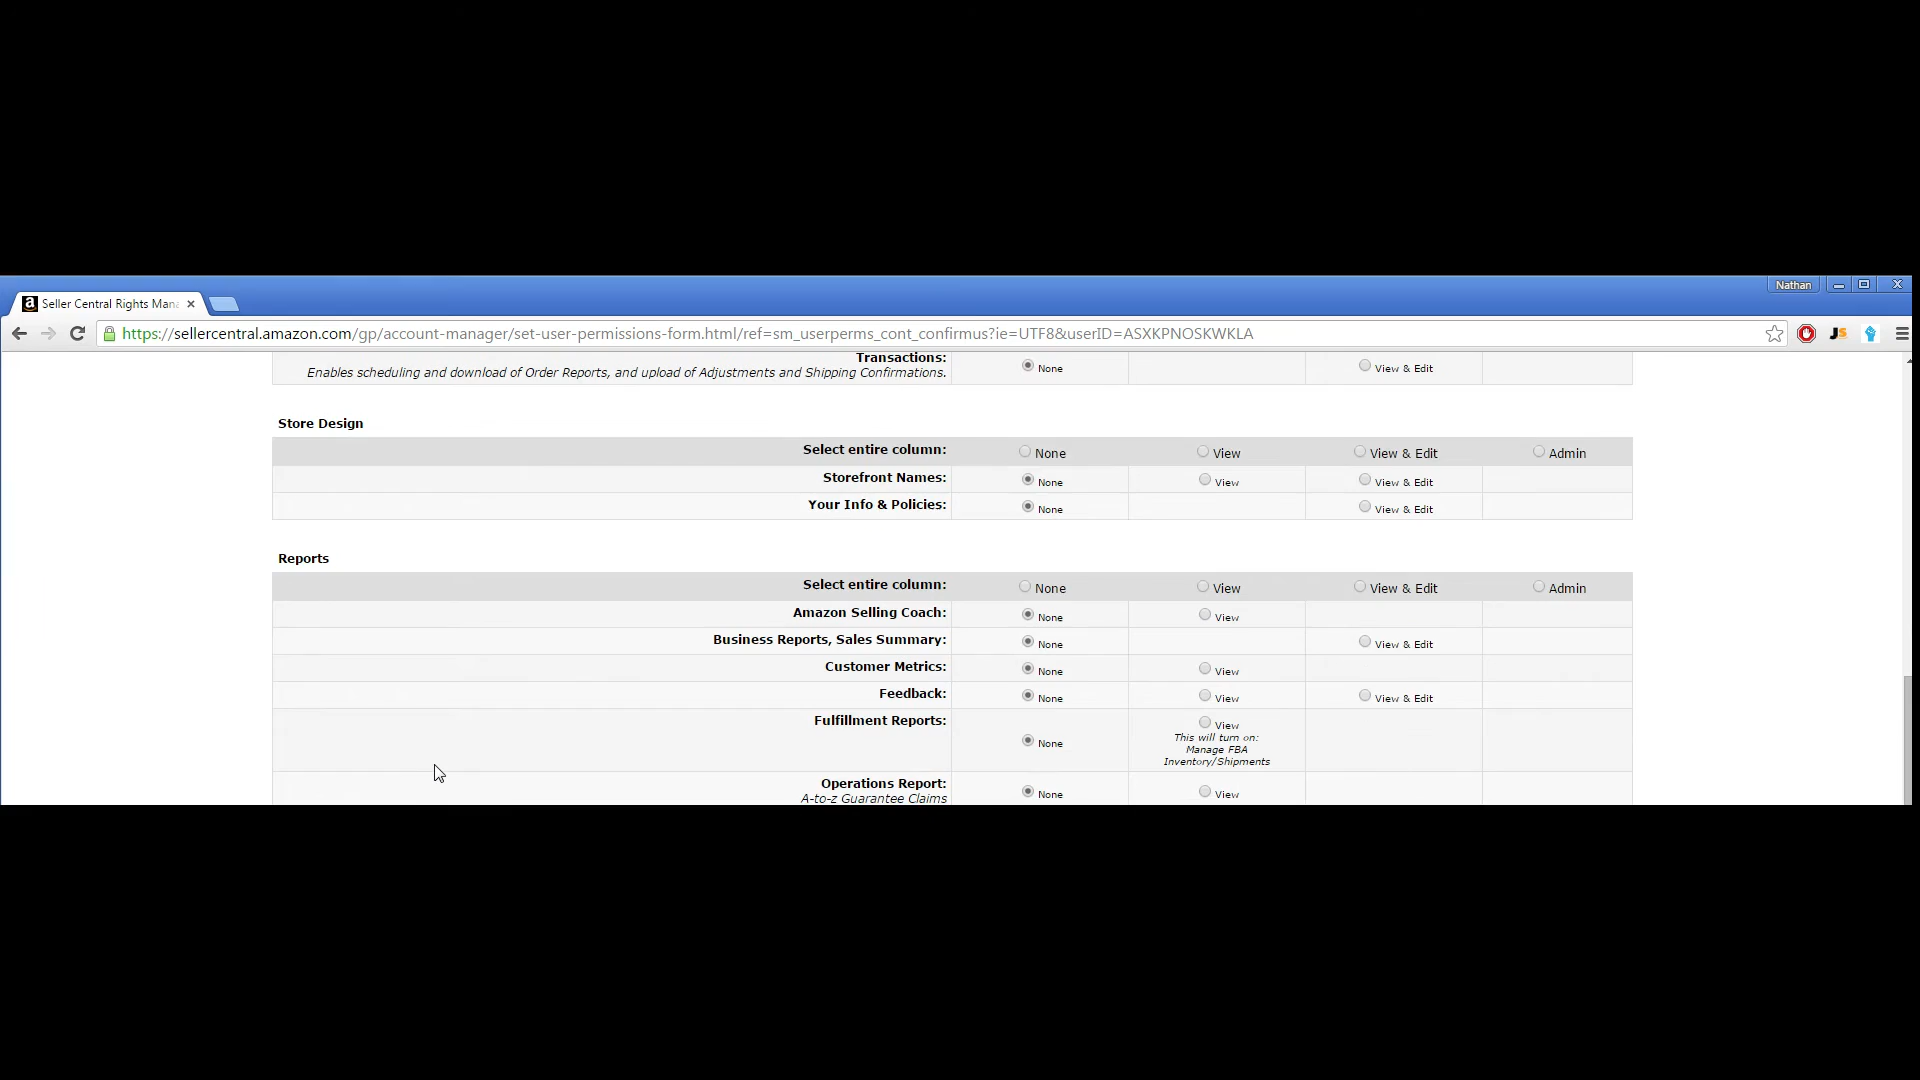 Nathan
a Seller Central Rights Mana
https://sellercentral.amazon.com/gp/account-manager/set-user-permissions-form.html/ref=sm_userperms_cont_confirmus?ie=UTF8&userID=ASXKPNOSKWKLA JS
Transactions:
Enables scheduling and download of Order Reports, and upload of Adjustments and Shipping Confirmations. None View & Edit
Store Design
Select entire column: None View View & Edit Admin
Storefront Names: None View View & Edit
Your Info & Policies: None View & Edit
Reports
Select entire column: None View View & Edit Admin
Amazon Selling Coach: None View
Business Reports, Sales Summary: None View & Edit
Customer Metrics: None View
Feedback: None View View & Edit
Fulfillment Reports: None View
This will turn on:
Manage FBA
Inventory/Shipments
Operations Report: None View
A-to-z Guarantee Claims